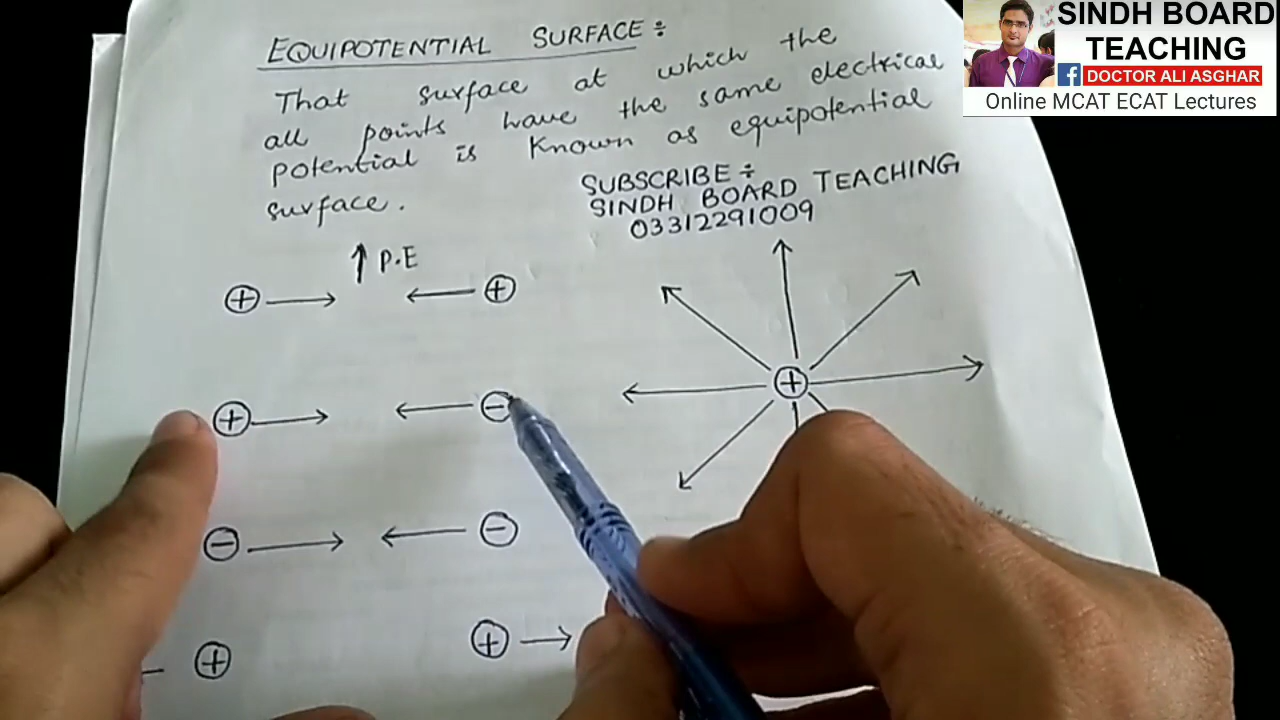 EQUIPOTENTIAL SURFACE ÷
That surface at which the
all points have the same electrical
potential is known as equipotential
surface.
SUBSCRIBE ÷
SINDH BOARD TEACHING
03312291009
↑ P.E
+ → ← +
+ → ← −
− → ← −
+ + →
+
SINDH BOARD
TEACHING
f DOCTOR ALI ASGHAR
Online MCAT ECAT Lectures